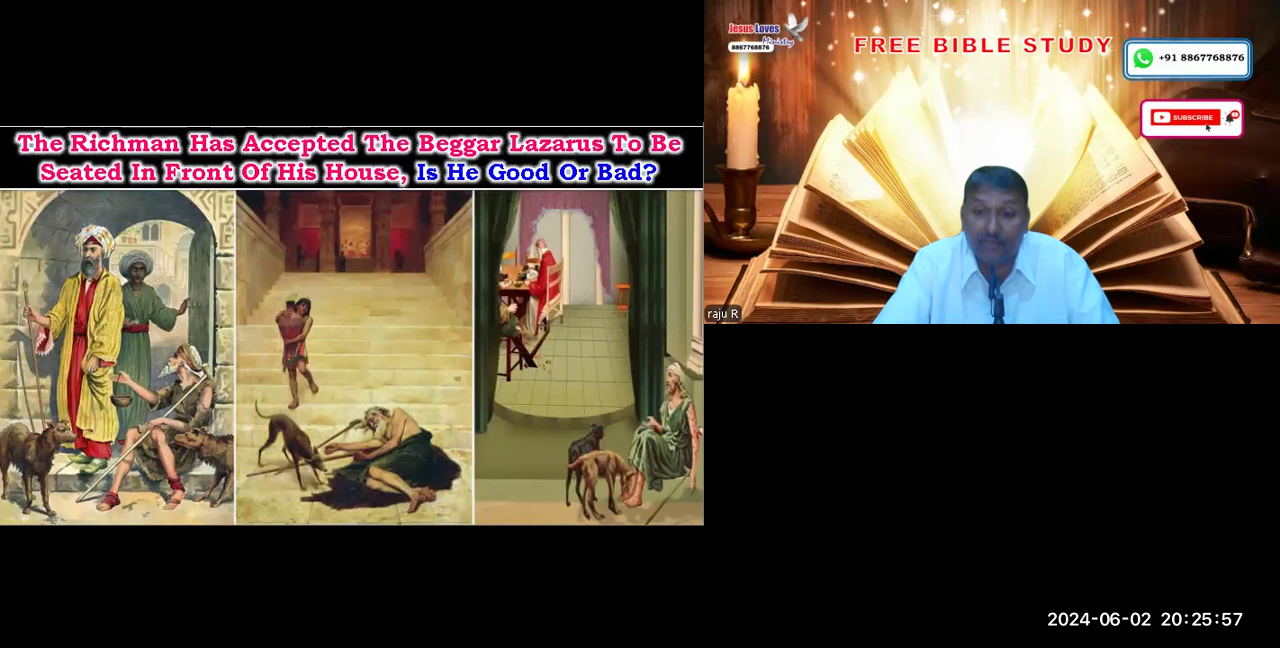 The Richman Has Accepted The Beggar Lazarus To Be
Seated In Front Of His House, Is He Good Or Bad?
Jesus Loves
Ministry
8867768876
FREE BIBLE STUDY
+91 8867768876
SUBSCRIBE
raju R
2024-06-02 20:25:57